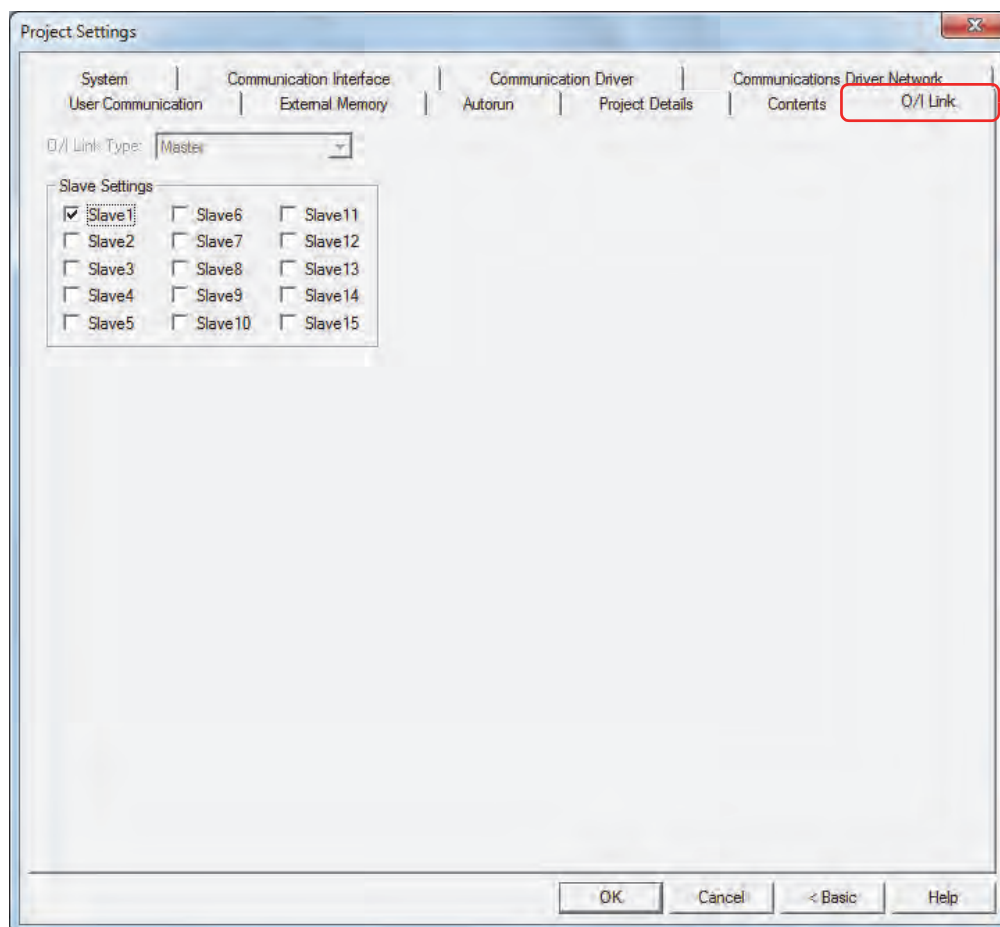 Project Settings
System Communication Interface Communication Driver Communications Driver Network
User Communication External Memory Autorun Project Details Contents O/I Link
O/I Link Type: Master
Slave Settings
Slave1 Slave6 Slave11
Slave2 Slave7 Slave12
Slave3 Slave8 Slave13
Slave4 Slave9 Slave14
Slave5 Slave10 Slave15
OK Cancel < Basic Help